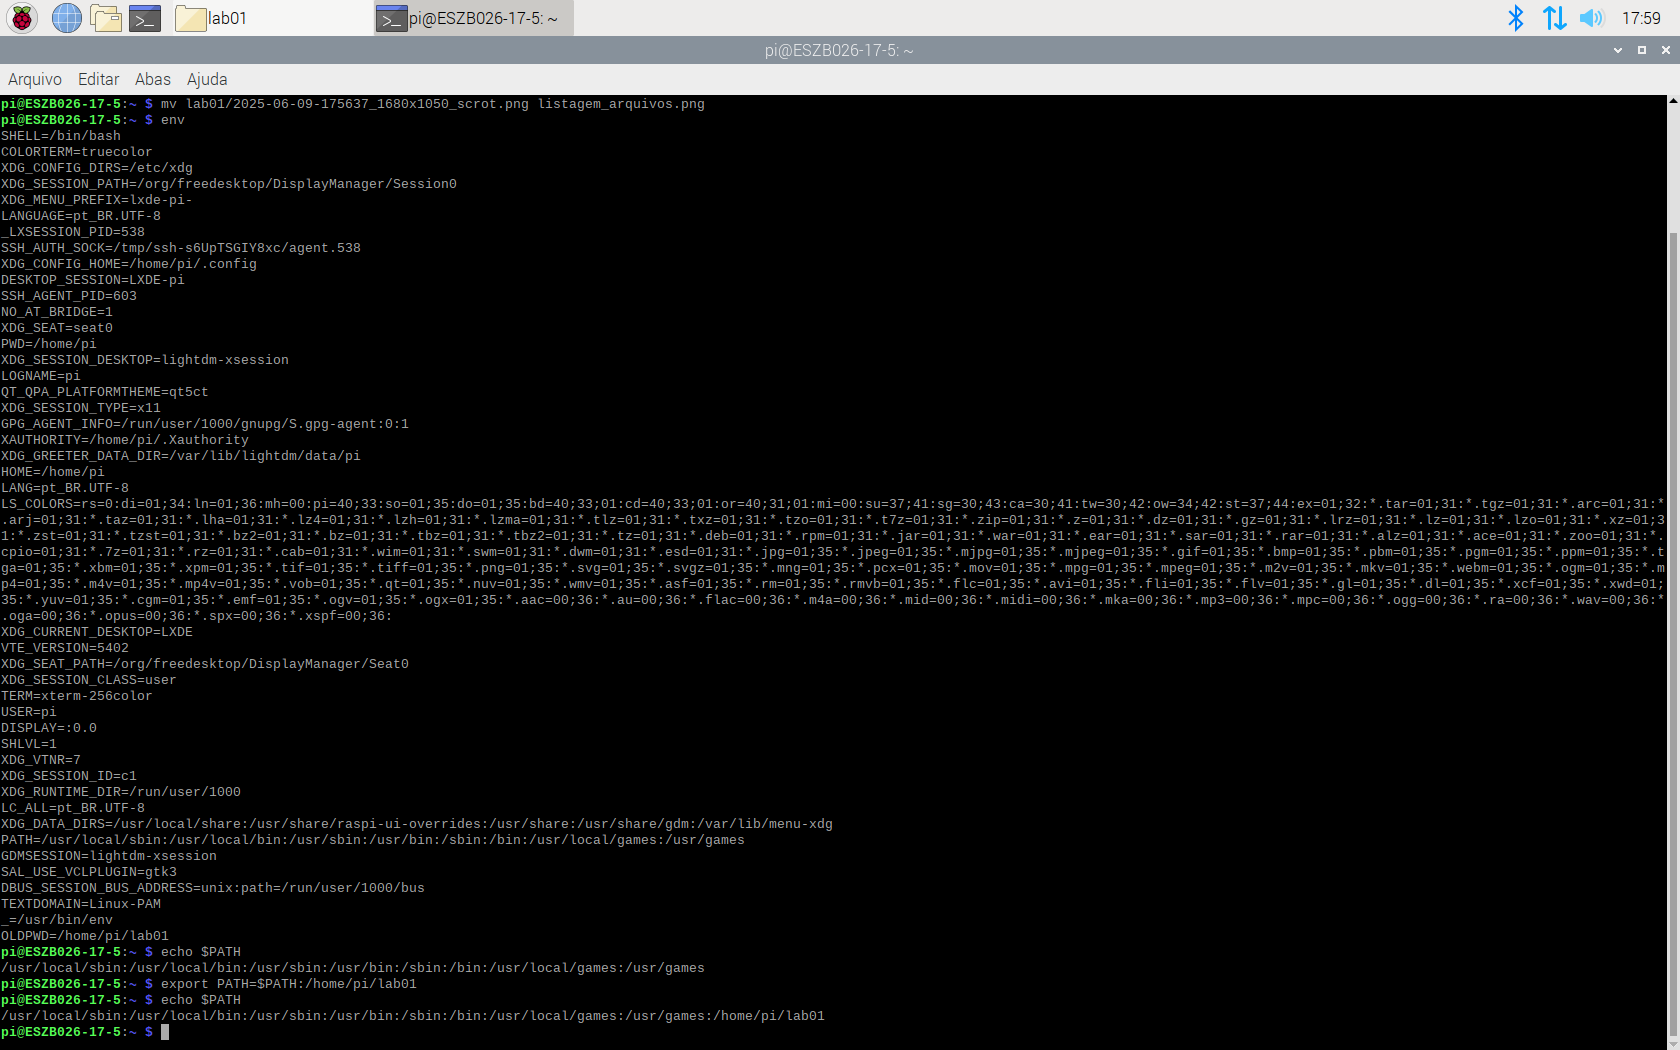 lab01
pi@ESZB026-17-5: ~
17:59
pi@ESZB026-17-5: ~
Arquivo Editar Abas Ajuda
pi@ESZB026-17-5:~ $ mv lab01/2025-06-09-175637_1680x1050_scrot.png listagem_arquivos.png
pi@ESZB026-17-5:~ $ env
SHELL=/bin/bash
COLORTERM=truecolor
XDG_CONFIG_DIRS=/etc/xdg
XDG_SESSION_PATH=/org/freedesktop/DisplayManager/Session0
XDG_MENU_PREFIX=lxde-pi-
LANGUAGE=pt_BR.UTF-8
_LXSESSION_PID=538
SSH_AUTH_SOCK=/tmp/ssh-s6UpTSGIY8xc/agent.538
XDG_CONFIG_HOME=/home/pi/.config
DESKTOP_SESSION=LXDE-pi
SSH_AGENT_PID=603
NO_AT_BRIDGE=1
XDG_SEAT=seat0
PWD=/home/pi
XDG_SESSION_DESKTOP=lightdm-xsession
LOGNAME=pi
QT_QPA_PLATFORMTHEME=qt5ct
XDG_SESSION_TYPE=x11
GPG_AGENT_INFO=/run/user/1000/gnupg/S.gpg-agent:0:1
XAUTHORITY=/home/pi/.Xauthority
XDG_GREETER_DATA_DIR=/var/lib/lightdm/data/pi
HOME=/home/pi
LANG=pt_BR.UTF-8
LS_COLORS=rs=0:di=01;34:ln=01;36:mh=00:pi=40;33:so=01;35:do=01;35:bd=40;33;01:cd=40;33;01:or=40;31;01:mi=00:su=37;41:sg=30;43:ca=30;41:tw=30;42:ow=34;42:st=37;44:ex=01;32:*.tar=01;31:*.tgz=01;31:*.arc=01;31:*
.arj=01;31:*.taz=01;31:*.lha=01;31:*.lz4=01;31:*.lzh=01;31:*.lzma=01;31:*.tlz=01;31:*.txz=01;31:*.tzo=01;31:*.t7z=01;31:*.zip=01;31:*.z=01;31:*.dz=01;31:*.gz=01;31:*.lrz=01;31:*.lz=01;31:*.lzo=01;31:*.xz=01;3
1:*.zst=01;31:*.tzst=01;31:*.bz2=01;31:*.bz=01;31:*.tbz=01;31:*.tbz2=01;31:*.tz=01;31:*.deb=01;31:*.rpm=01;31:*.jar=01;31:*.war=01;31:*.ear=01;31:*.sar=01;31:*.rar=01;31:*.alz=01;31:*.ace=01;31:*.zoo=01;31:*.
cpio=01;31:*.7z=01;31:*.rz=01;31:*.cab=01;31:*.wim=01;31:*.swm=01;31:*.dwm=01;31:*.esd=01;31:*.jpg=01;35:*.jpeg=01;35:*.mjpg=01;35:*.mjpeg=01;35:*.gif=01;35:*.bmp=01;35:*.pbm=01;35:*.pgm=01;35:*.ppm=01;35:*.t
ga=01;35:*.xbm=01;35:*.xpm=01;35:*.tif=01;35:*.tiff=01;35:*.png=01;35:*.svg=01;35:*.svgz=01;35:*.mng=01;35:*.pcx=01;35:*.mov=01;35:*.mpg=01;35:*.mpeg=01;35:*.m2v=01;35:*.mkv=01;35:*.webm=01;35:*.ogm=01;35:*.m
p4=01;35:*.m4v=01;35:*.mp4v=01;35:*.vob=01;35:*.qt=01;35:*.nuv=01;35:*.wmv=01;35:*.asf=01;35:*.rm=01;35:*.rmvb=01;35:*.flc=01;35:*.avi=01;35:*.fli=01;35:*.flv=01;35:*.gl=01;35:*.dl=01;35:*.xcf=01;35:*.xwd=01;
35:*.yuv=01;35:*.cgm=01;35:*.emf=01;35:*.ogv=01;35:*.ogx=01;35:*.aac=00;36:*.au=00;36:*.flac=00;36:*.m4a=00;36:*.mid=00;36:*.midi=00;36:*.mka=00;36:*.mp3=00;36:*.mpc=00;36:*.ogg=00;36:*.ra=00;36:*.wav=00;36:*
.oga=00;36:*.opus=00;36:*.spx=00;36:*.xspf=00;36:
XDG_CURRENT_DESKTOP=LXDE
VTE_VERSION=5402
XDG_SEAT_PATH=/org/freedesktop/DisplayManager/Seat0
XDG_SESSION_CLASS=user
TERM=xterm-256color
USER=pi
DISPLAY=:0.0
SHLVL=1
XDG_VTNR=7
XDG_SESSION_ID=c1
XDG_RUNTIME_DIR=/run/user/1000
LC_ALL=pt_BR.UTF-8
XDG_DATA_DIRS=/usr/local/share:/usr/share/raspi-ui-overrides:/usr/share:/usr/share/gdm:/var/lib/menu-xdg
PATH=/usr/local/sbin:/usr/local/bin:/usr/sbin:/usr/bin:/sbin:/bin:/usr/local/games:/usr/games
GDMSESSION=lightdm-xsession
SAL_USE_VCLPLUGIN=gtk3
DBUS_SESSION_BUS_ADDRESS=unix:path=/run/user/1000/bus
TEXTDOMAIN=Linux-PAM
_=/usr/bin/env
OLDPWD=/home/pi/lab01
pi@ESZB026-17-5:~ $ echo $PATH
/usr/local/sbin:/usr/local/bin:/usr/sbin:/usr/bin:/sbin:/bin:/usr/local/games:/usr/games
pi@ESZB026-17-5:~ $ export PATH=$PATH:/home/pi/lab01
pi@ESZB026-17-5:~ $ echo $PATH
/usr/local/sbin:/usr/local/bin:/usr/sbin:/usr/bin:/sbin:/bin:/usr/local/games:/usr/games:/home/pi/lab01
pi@ESZB026-17-5:~ $